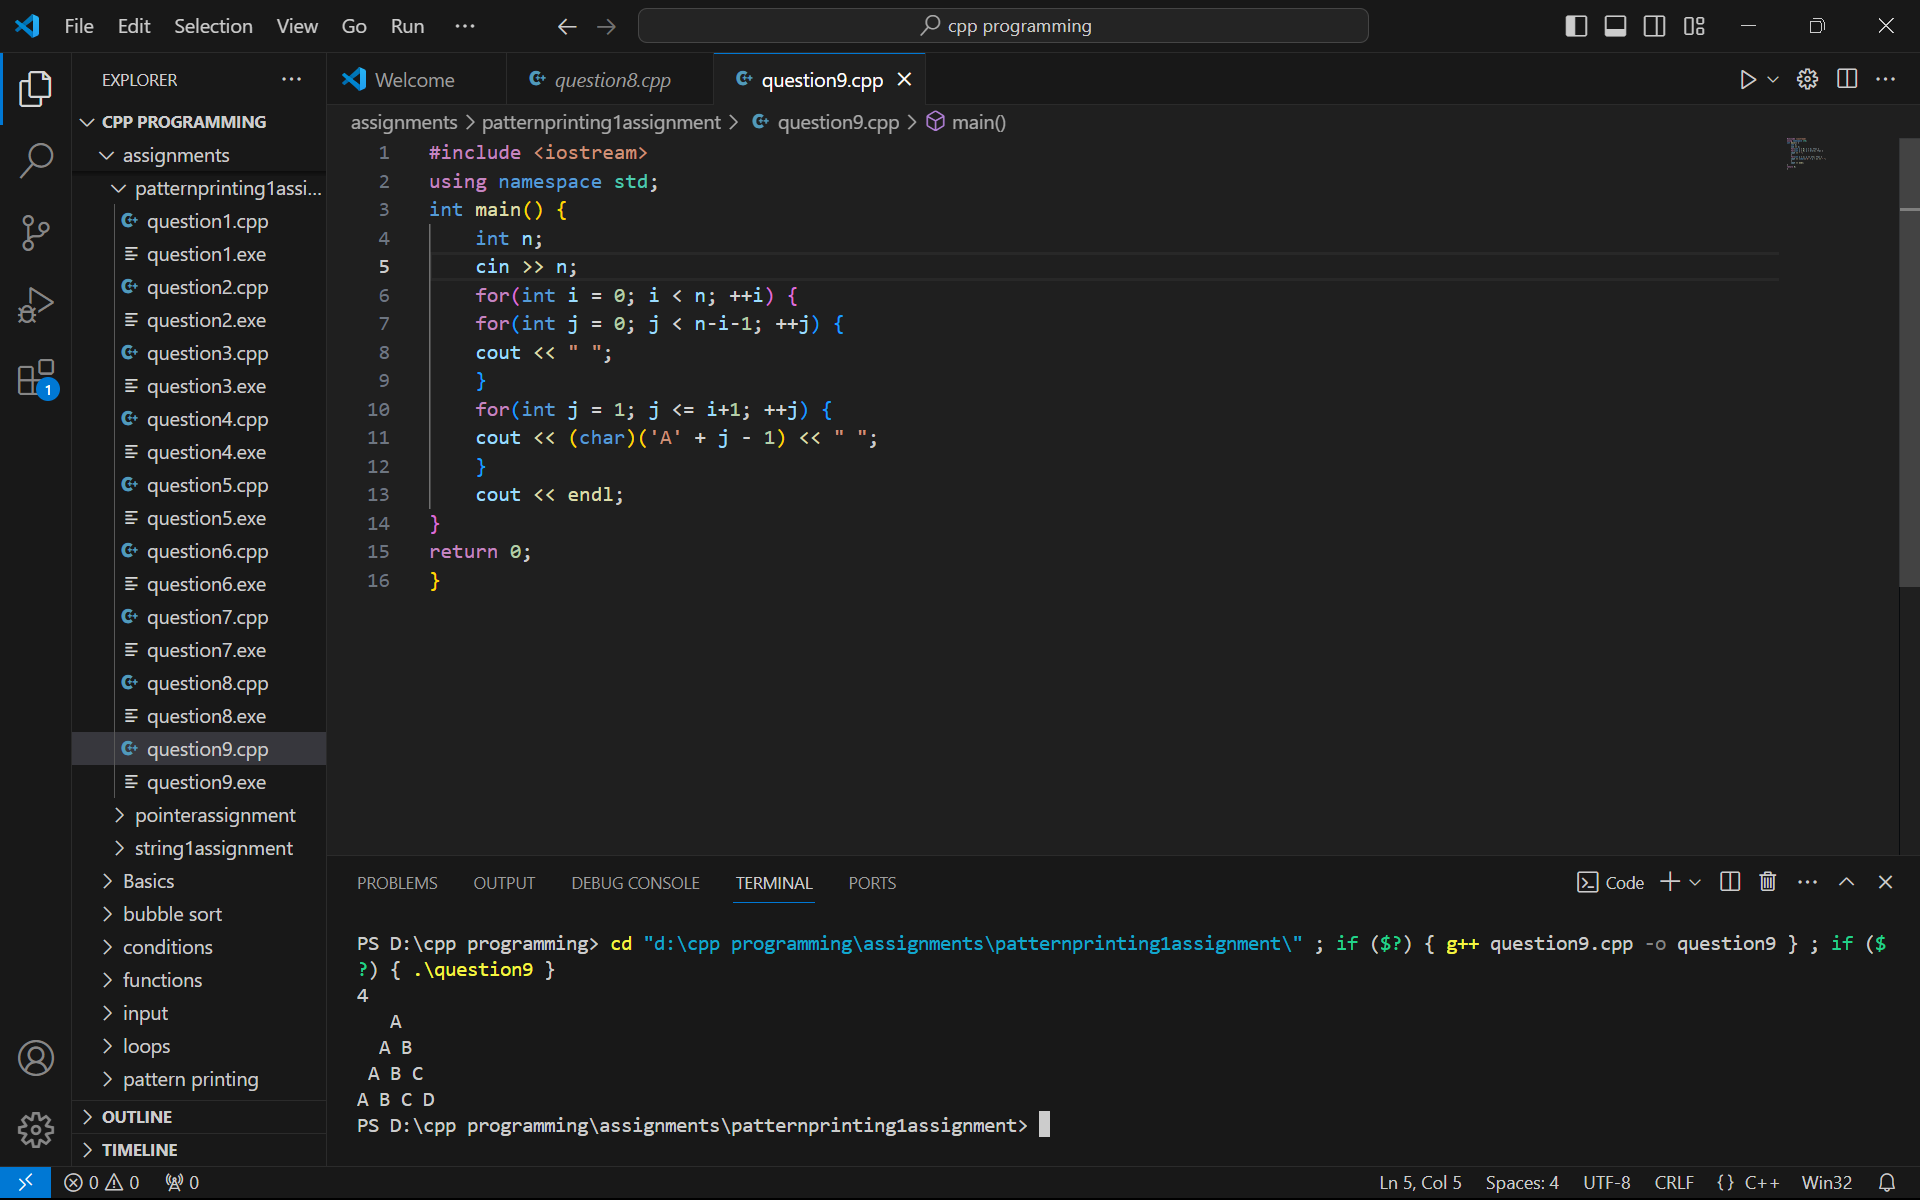 File Edit Selection View Go Run ···
cpp programming
EXPLORER
CPP PROGRAMMING
assignments
patternprinting1assi...
question1.cpp
question1.exe
question2.cpp
question2.exe
question3.cpp
question3.exe
question4.cpp
question4.exe
question5.cpp
question5.exe
question6.cpp
question6.exe
question7.cpp
question7.exe
question8.cpp
question8.exe
question9.cpp
question9.exe
pointerassignment
string1assignment
Basics
bubble sort
conditions
functions
input
loops
pattern printing
OUTLINE
TIMELINE
1
Welcome question8.cpp question9.cpp
assignments > patternprinting1assignment > question9.cpp > main()
1 #include <iostream>
2 using namespace std;
3 int main() {
4 int n;
5 cin >> n;
6 for(int i = 0; i < n; ++i) {
7 for(int j = 0; j < n-i-1; ++j) {
8 cout << " ";
9 }
10 for(int j = 1; j <= i+1; ++j) {
11 cout << (char)('A' + j - 1) << " ";
12 }
13 cout << endl;
14 }
15 return 0;
16 }
PROBLEMS OUTPUT DEBUG CONSOLE TERMINAL PORTS
Code
PS D:\cpp programming> cd "d:\cpp programming\assignments\patternprinting1assignment\" ; if ($?) { g++ question9.cpp -o question9 } ; if ($
?) { .\question9 }
4
A
A B
A B C
A B C D
PS D:\cpp programming\assignments\patternprinting1assignment>
0 0 0
Ln 5, Col 5 Spaces: 4 UTF-8 CRLF {} C++ Win32